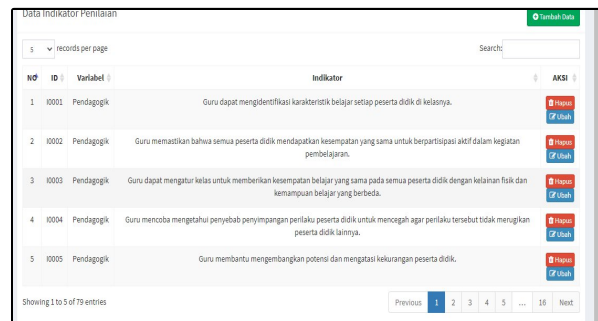 Data Indikator Penilaian
Tambah Data
5 records per page
Search:
NO ID Variabel Indikator AKSI
1 I0001 Pendagogik Guru dapat mengidentifikasi karakteristik belajar setiap peserta didik di kelasnya. Hapus
Ubah
2 I0002 Pendagogik Guru memastikan bahwa semua peserta didik mendapatkan kesempatan yang sama untuk berpartisipasi aktif dalam kegiatan Hapus
pembelajaran. Ubah
3 I0003 Pendagogik Guru dapat mengatur kelas untuk memberikan kesempatan belajar yang sama pada semua peserta didik dengan kelainan fisik dan Hapus
kemampuan belajar yang berbeda. Ubah
4 I0004 Pendagogik Guru mencoba mengetahui penyebab penyimpangan perilaku peserta didik untuk mencegah agar perilaku tersebut tidak merugikan Hapus
peserta didik lainnya. Ubah
5 I0005 Pendagogik Guru membantu mengembangkan potensi dan mengatasi kekurangan peserta didik. Hapus
Ubah
Showing 1 to 5 of 79 entries
Previous 1 2 3 4 5 ... 16 Next